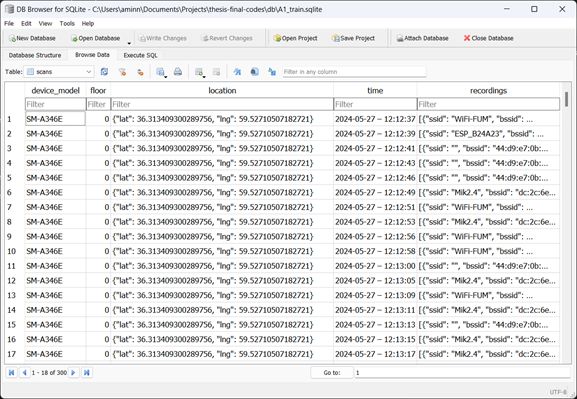 DB Browser for SQLite - C:\Users\aminn\Documents\Projects\thesis-final-codes\db\A1_train.sqlite
File Edit View Tools Help
New Database Open Database Write Changes Revert Changes Open Project Save Project Attach Database Close Database
Database Structure Browse Data Execute SQL
Table: scans Filter in any column
device_model floor location time recordings
Filter Filter Filter Filter Filter
1 SM-A346E 0 {"lat": 36.313409300289756, "lng": 59.52710507182721} 2024-05-27 – 12:12:37 [{"ssid": "WiFi-FUM", "bssid": ...
2 SM-A346E 0 {"lat": 36.313409300289756, "lng": 59.52710507182721} 2024-05-27 – 12:12:39 [{"ssid": "ESP_B24A23", "bssid": ...
3 SM-A346E 0 {"lat": 36.313409300289756, "lng": 59.52710507182721} 2024-05-27 – 12:12:41 [{"ssid": "", "bssid": "44:d9:e7:0b:...
4 SM-A346E 0 {"lat": 36.313409300289756, "lng": 59.52710507182721} 2024-05-27 – 12:12:43 [{"ssid": "", "bssid": "44:d9:e7:0b:...
5 SM-A346E 0 {"lat": 36.313409300289756, "lng": 59.52710507182721} 2024-05-27 – 12:12:46 [{"ssid": "", "bssid": "44:d9:e7:0b:...
6 SM-A346E 0 {"lat": 36.313409300289756, "lng": 59.52710507182721} 2024-05-27 – 12:12:49 [{"ssid": "Mik2.4", "bssid": "dc:2c:6e...
7 SM-A346E 0 {"lat": 36.313409300289756, "lng": 59.52710507182721} 2024-05-27 – 12:12:51 [{"ssid": "WiFi-FUM", "bssid": ...
8 SM-A346E 0 {"lat": 36.313409300289756, "lng": 59.52710507182721} 2024-05-27 – 12:12:53 [{"ssid": "Mik2.4", "bssid": "dc:2c:6e...
9 SM-A346E 0 {"lat": 36.313409300289756, "lng": 59.52710507182721} 2024-05-27 – 12:12:56 [{"ssid": "WiFi-FUM", "bssid": ...
10 SM-A346E 0 {"lat": 36.313409300289756, "lng": 59.52710507182721} 2024-05-27 – 12:12:58 [{"ssid": "WiFi-FUM", "bssid": ...
11 SM-A346E 0 {"lat": 36.313409300289756, "lng": 59.52710507182721} 2024-05-27 – 12:13:00 [{"ssid": "", "bssid": "44:d9:e7:0b:...
12 SM-A346E 0 {"lat": 36.313409300289756, "lng": 59.52710507182721} 2024-05-27 – 12:13:05 [{"ssid": "Mik2.4", "bssid": "dc:2c:6e...
13 SM-A346E 0 {"lat": 36.313409300289756, "lng": 59.52710507182721} 2024-05-27 – 12:13:09 [{"ssid": "WiFi-FUM", "bssid": ...
14 SM-A346E 0 {"lat": 36.313409300289756, "lng": 59.52710507182721} 2024-05-27 – 12:13:11 [{"ssid": "Mik2.4", "bssid": "dc:2c:6e...
15 SM-A346E 0 {"lat": 36.313409300289756, "lng": 59.52710507182721} 2024-05-27 – 12:13:13 [{"ssid": "", "bssid": "44:d9:e7:0b:...
16 SM-A346E 0 {"lat": 36.313409300289756, "lng": 59.52710507182721} 2024-05-27 – 12:13:15 [{"ssid": "Mik2.4", "bssid": "dc:2c:6e...
17 SM-A346E 0 {"lat": 36.313409300289756, "lng": 59.52710507182721} 2024-05-27 – 12:13:17 [{"ssid": "Mik2.4", "bssid": "dc:2c:6e...
1 - 18 of 300 Go to: 1
UTF-8